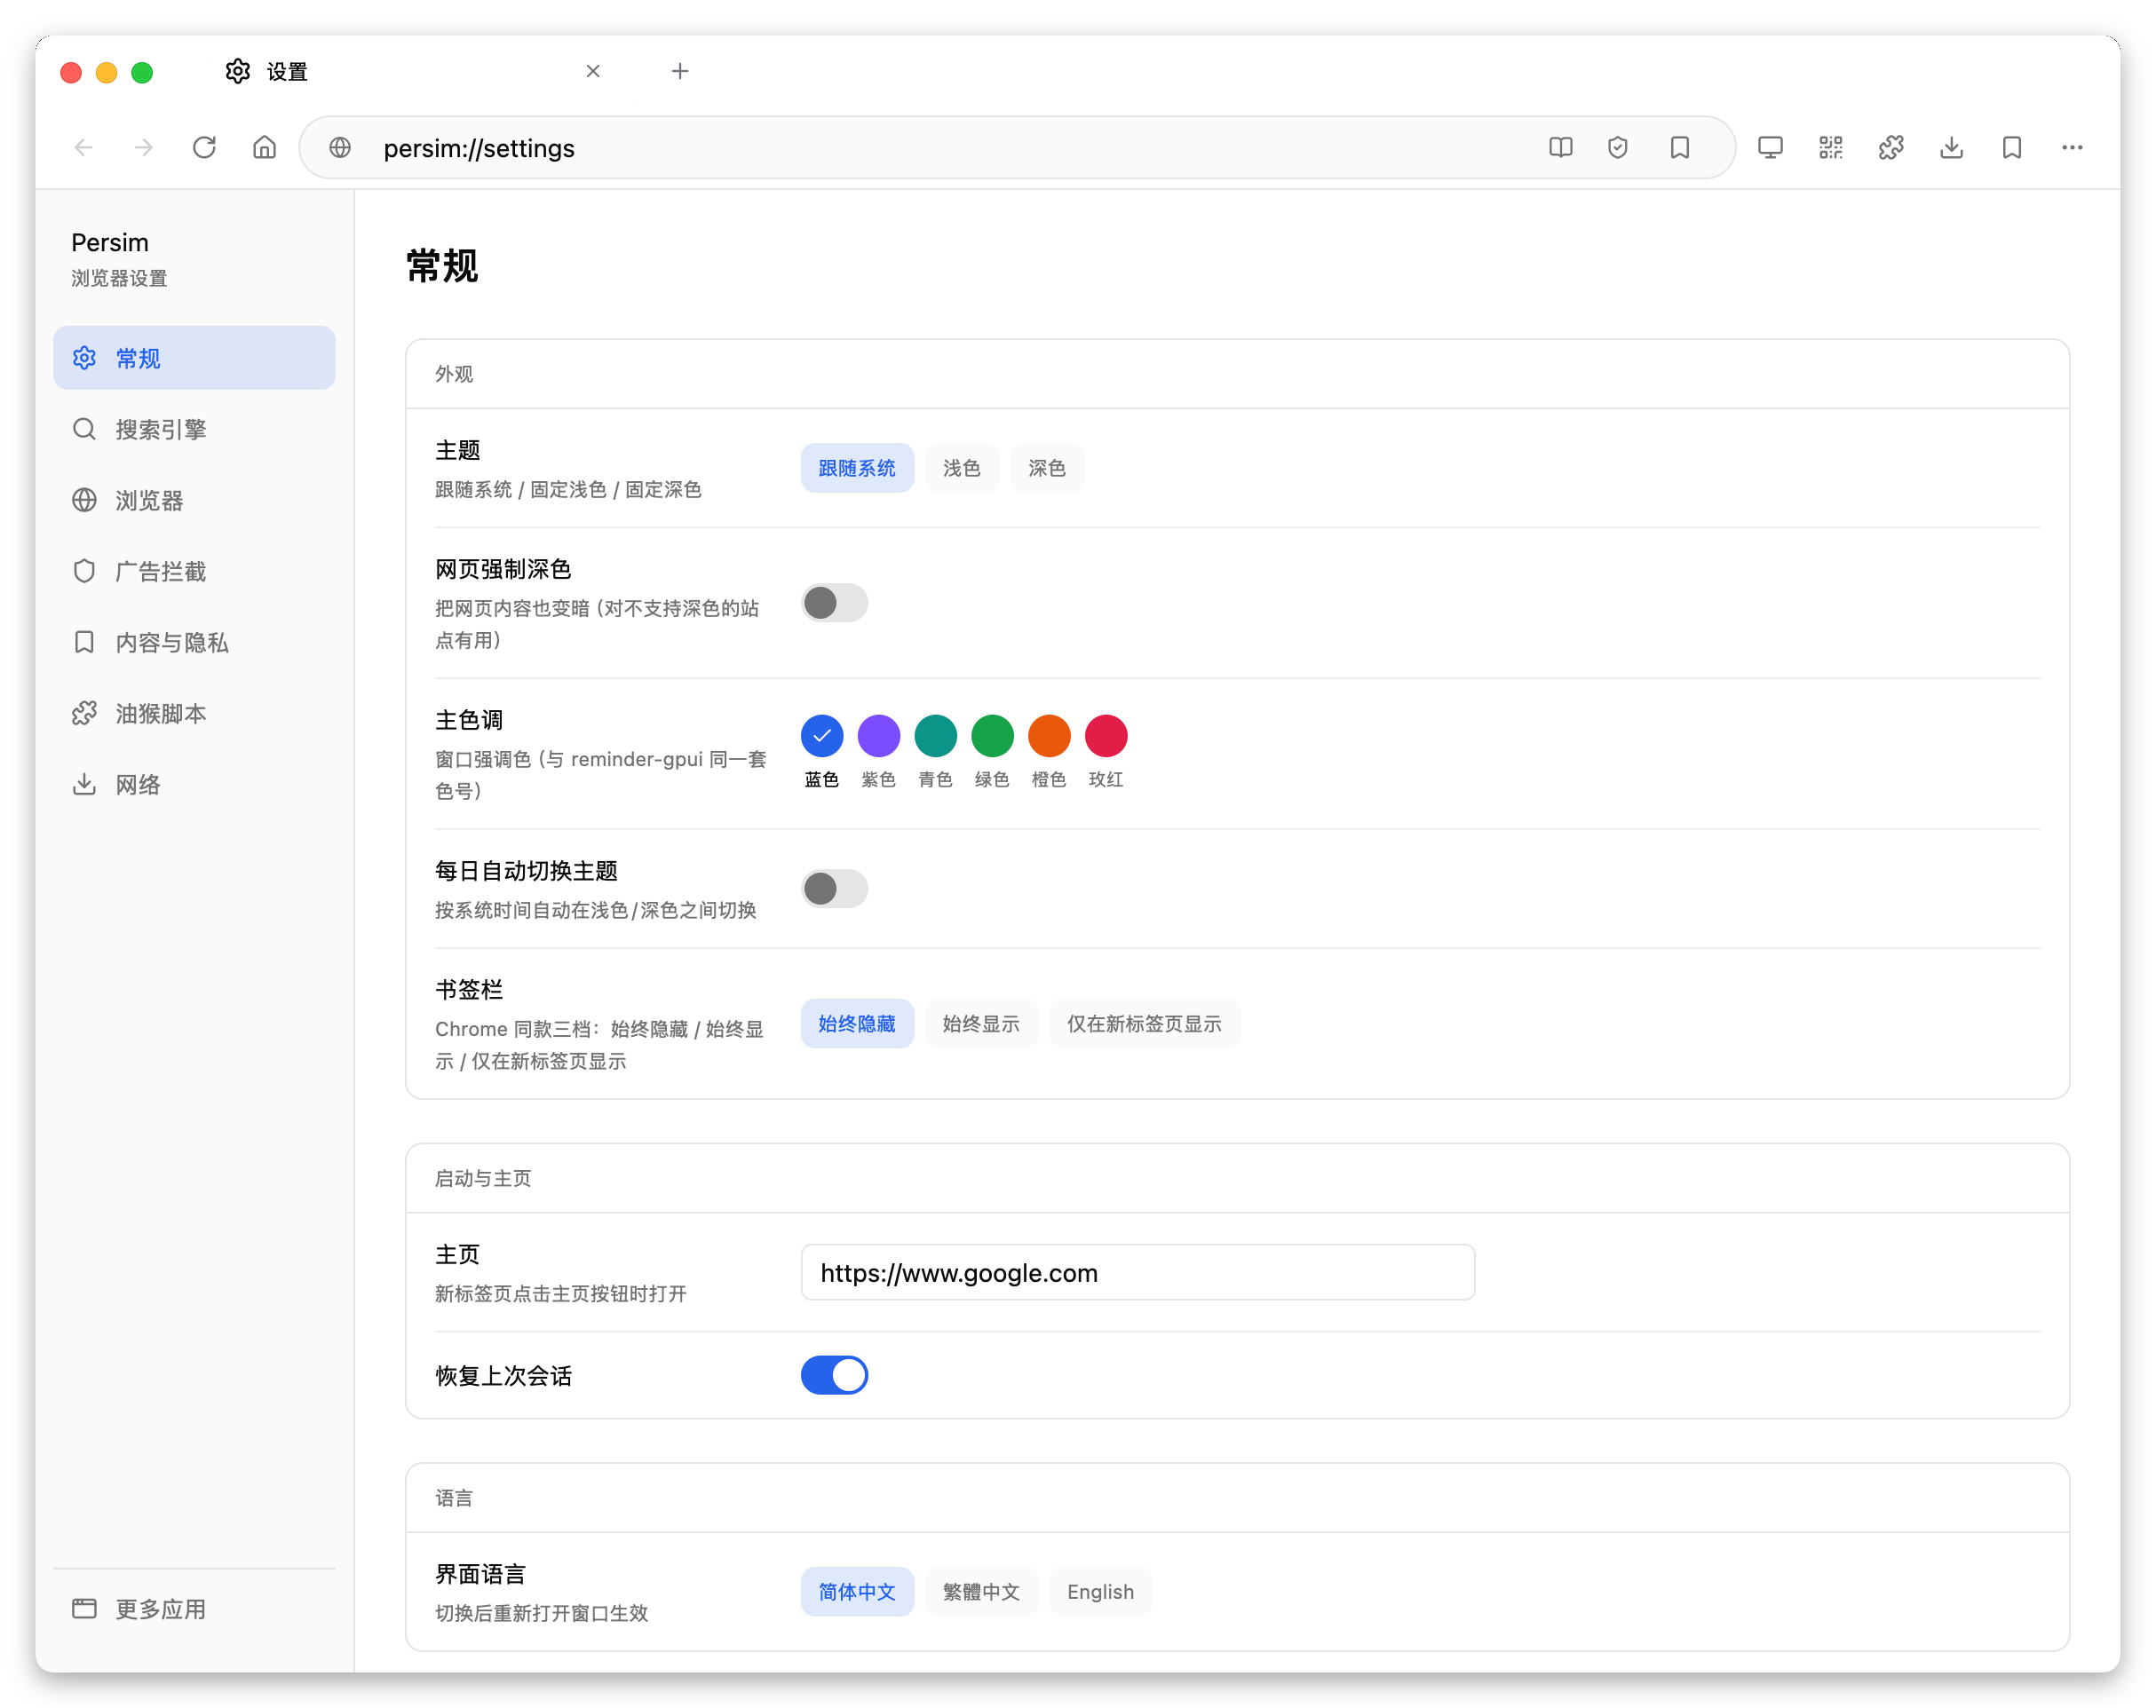 设置
persim://settings
Persim
浏览器设置
常规
搜索引擎
浏览器
广告拦截
内容与隐私
油猴脚本
网络
更多应用
常规
外观
主题
跟随系统 / 固定浅色 / 固定深色
跟随系统 浅色 深色
网页强制深色
把网页内容也变暗 (对不支持深色的站
点有用)
主色调
窗口强调色 (与 reminder-gpui 同一套
色号)
蓝色 紫色 青色 绿色 橙色 玫红
每日自动切换主题
按系统时间自动在浅色/深色之间切换
书签栏
Chrome 同款三档：始终隐藏 / 始终显
示 / 仅在新标签页显示
始终隐藏 始终显示 仅在新标签页显示
启动与主页
主页
新标签页点击主页按钮时打开
https://www.google.com
恢复上次会话
语言
界面语言
切换后重新打开窗口生效
简体中文 繁體中文 English